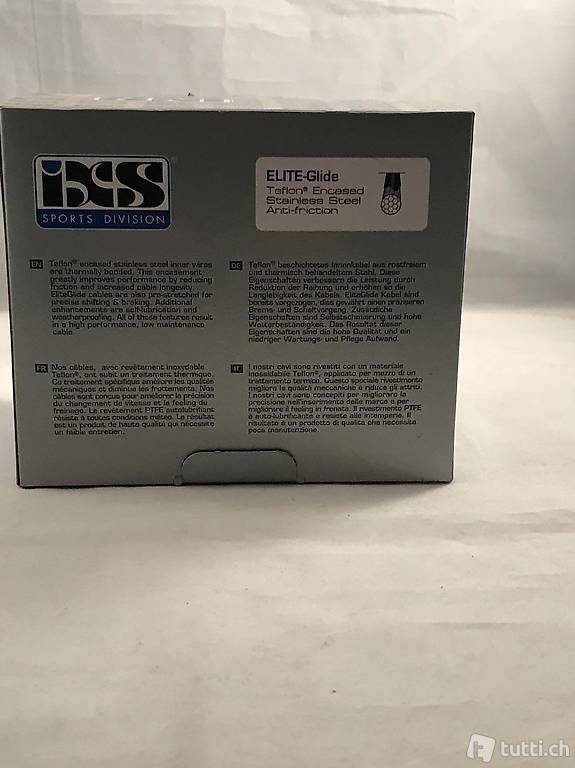 iXS
SPORTS DIVISION
ELITE-Glide
Teflon® Encased
Stainless Steel
Anti-friction
EN Teflon® encased stainless steel inner wires
are thermally bonded. This encasement
greatly improves performance by reducing
friction and increased cable longevity.
EliteGlide cables are also pre-stretched for
precise shifting & braking. Additional
enhancements are self-lubrication and
weatherproofing. All of these features result
in a high performance, low maintenance
cable.
DE Teflon® beschichtetes Innenkabel aus rostfreiem
und thermisch behandeltem Stahl. Diese
Eigenschaften verbessern die Leistung durch
Reduktion der Reibung und erhöhen so die
Langlebigkeit des Kabels. EliteGlide Kabel sind
bereits vorgezogen, das gewährt einen präziseren
Brems- und Schaltvorgang. Zusätzliche
Eigenschaften sind Selbstschmierung und hohe
Wetterbeständigkeit. Das Resultat dieser
Eigenschaften sind die hohe Qualität und ein
niedriger Wartungs- und Pflege Aufwand.
FR Nos câbles, avec revêtement inoxydable
Teflon®, ont subit un traitement thermique.
Ce traitement spécifique améliore les qualités
mécaniques et diminue les frottements. Nos
câbles sont conçus pour améliorer la précision
du changement de vitesse et le feeling du
freinage. Le revêtement PTFE autolubrifiant
résiste à toutes conditions météo. Le résultat
est un produit de haute qualité qui nécessite
un faible entretien.
IT I nostri cavi sono rivestiti con un materiale
inossidabile Teflon®, applicato per mezzo di un
trattamento termico. Questo speciale rivestimento
migliora le qualità meccaniche e riduce gli attriti.
I nostri cavi sono concepiti per migliorare la
precisione nell'inserimento delle marce e per
migliorare il feeling in frenata. Il rivestimento PTFE
è auto-lubrificante e resiste alle intemperie. Il
risultato è un prodotto di qualità che necessita
poca manutenzione.
tutti.ch